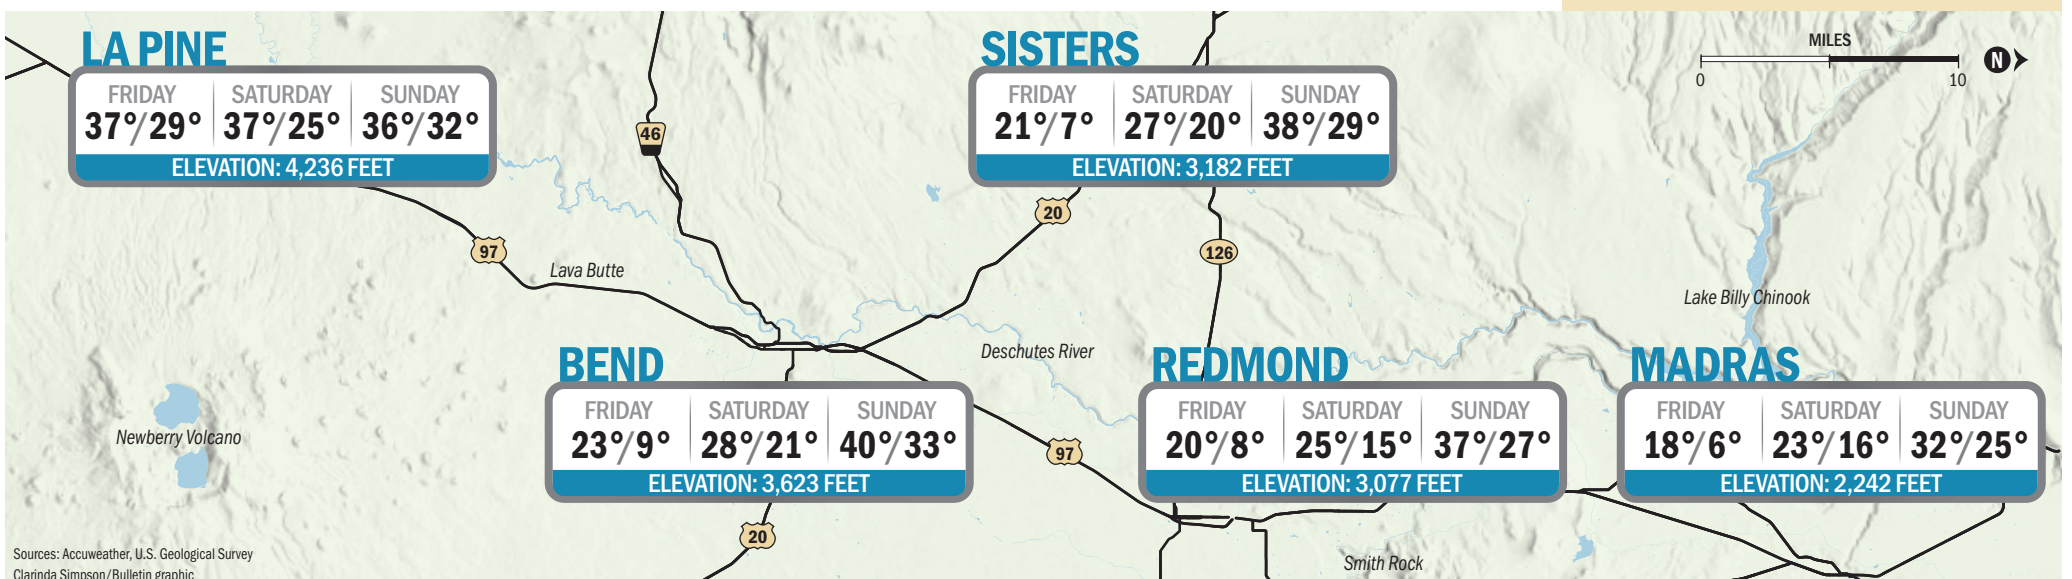 LA PINE
FRIDAY SATURDAY SUNDAY
37°/29° 37°/25° 36°/32°
ELEVATION: 4,236 FEET
SISTERS
FRIDAY SATURDAY SUNDAY
21°/7° 27°/20° 38°/29°
ELEVATION: 3,182 FEET
MILES
0 10
N
46
20
97
126
Lava Butte
Lake Billy Chinook
Deschutes River
BEND
FRIDAY SATURDAY SUNDAY
23°/9° 28°/21° 40°/33°
ELEVATION: 3,623 FEET
REDMOND
FRIDAY SATURDAY SUNDAY
20°/8° 25°/15° 37°/27°
ELEVATION: 3,077 FEET
MADRAS
FRIDAY SATURDAY SUNDAY
18°/6° 23°/16° 32°/25°
ELEVATION: 2,242 FEET
Newberry Volcano
97
20
Smith Rock
Sources: Accuweather, U.S. Geological Survey
Clarinda Simpson/Bulletin graphic